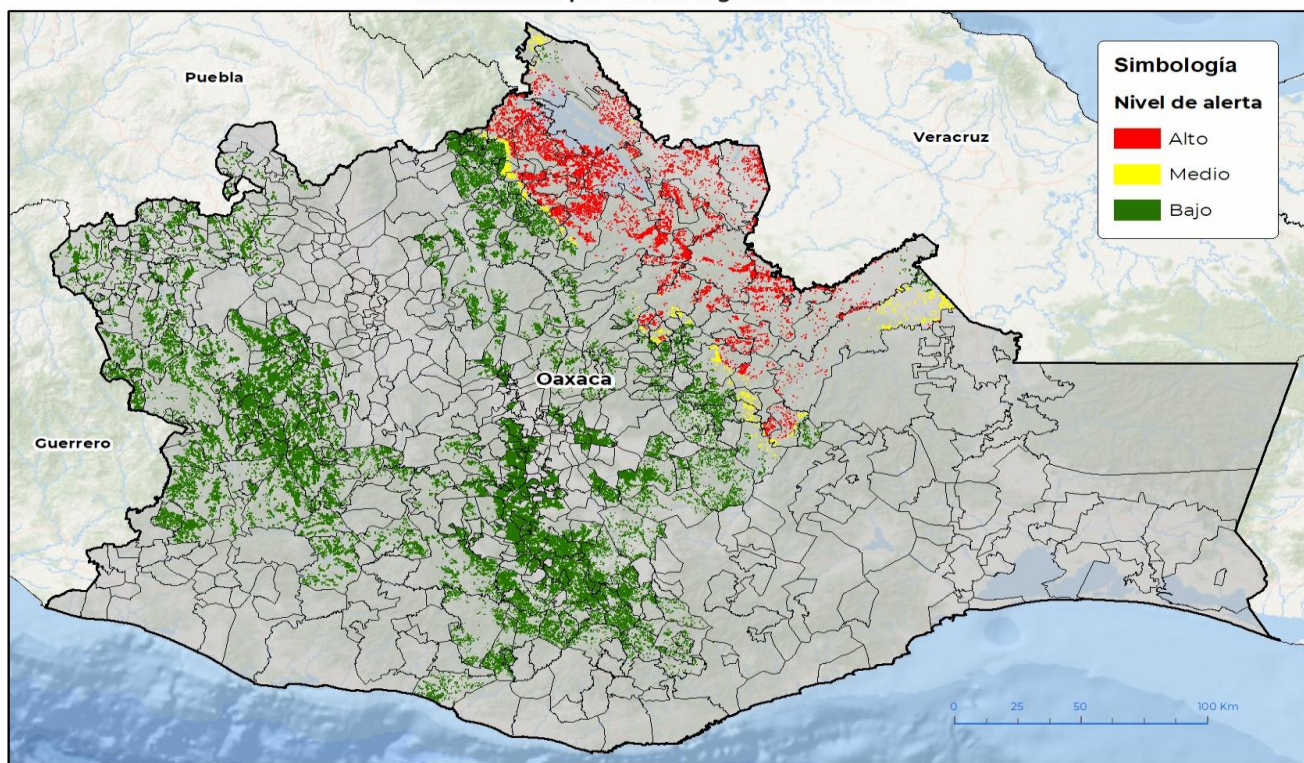 Puebla
Veracruz
Oaxaca
Guerrero
Simbología
Nivel de alerta
Alto
Medio
Bajo
0 25 50 100 Km